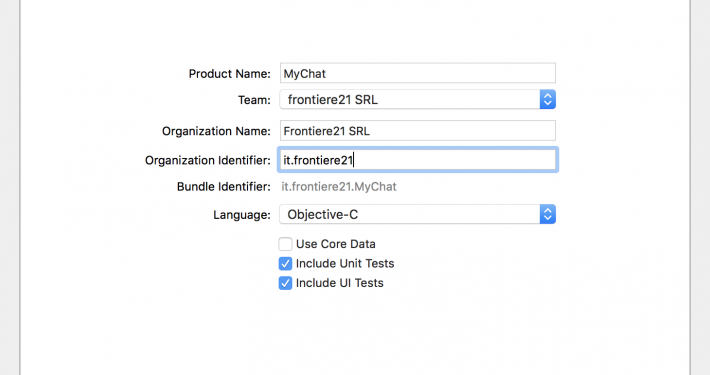 Product Name: MyChat
Team: frontiere21 SRL
Organization Name: Frontiere21 SRL
Organization Identifier: it.frontiere21
Bundle Identifier: it.frontiere21.MyChat
Language: Objective-C
Use Core Data
Include Unit Tests
Include UI Tests